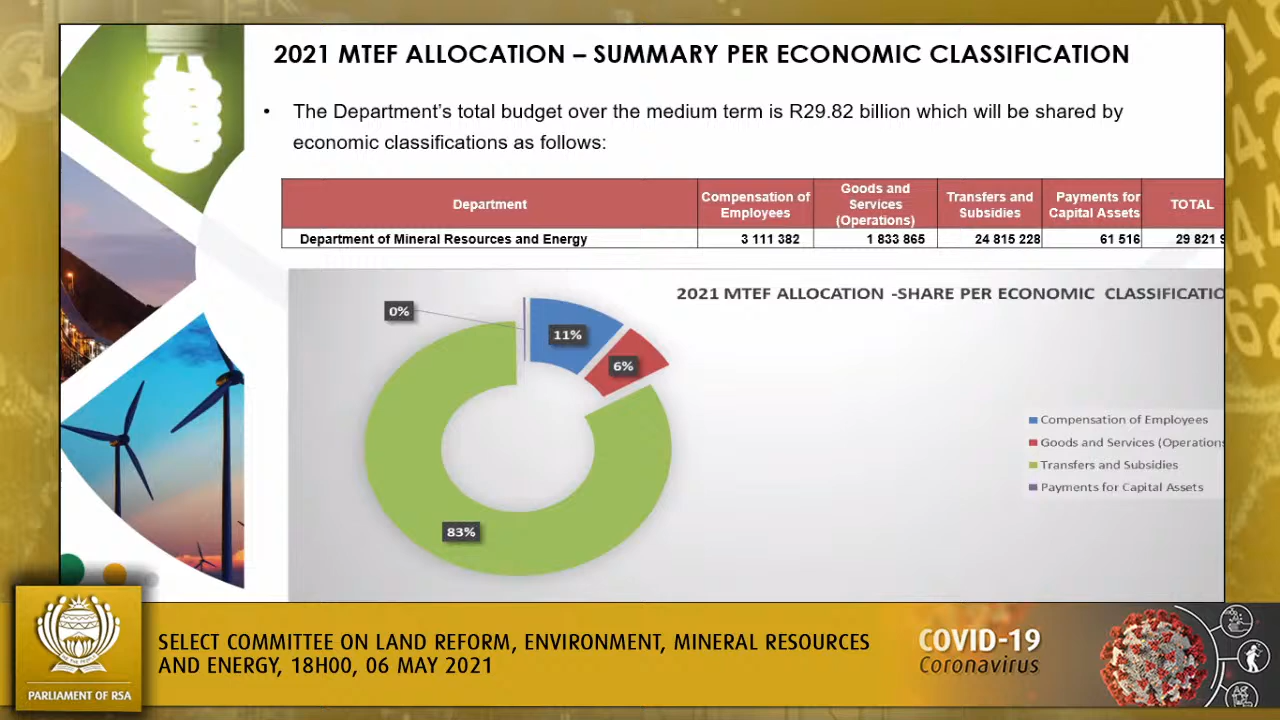 2021 MTEF ALLOCATION – SUMMARY PER ECONOMIC CLASSIFICATION
• The Department's total budget over the medium term is R29.82 billion which will be shared by
economic classifications as follows:
Department
Compensation of
Employees
Goods and
Services
(Operations)
Transfers and
Subsidies
Payments for
Capital Assets
TOTAL
Department of Mineral Resources and Energy 3 111 382 1 833 865 24 815 228 61 516 29 821 9
2021 MTEF ALLOCATION -SHARE PER ECONOMIC CLASSIFICATIO
0%
11%
6%
83%
Compensation of Employees
Goods and Services (Operations
Transfers and Subsidies
Payments for Capital Assets
PARLIAMENT OF RSA
SELECT COMMITTEE ON LAND REFORM, ENVIRONMENT, MINERAL RESOURCES
AND ENERGY, 18H00, 06 MAY 2021
COVID-19
Coronavirus